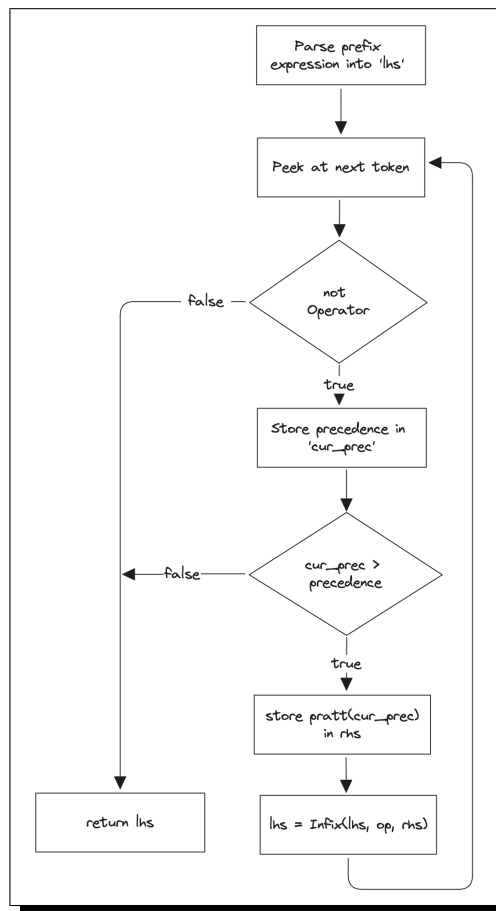 Parse prefix
expression into 'lhs'
Peek at next token
not
Operator
false
true
Store precedence in
'cur_prec'
cur_prec >
precedence
false
true
store pratt(cur_prec)
in rhs
return lhs
lhs = Infix(lhs, op, rhs)